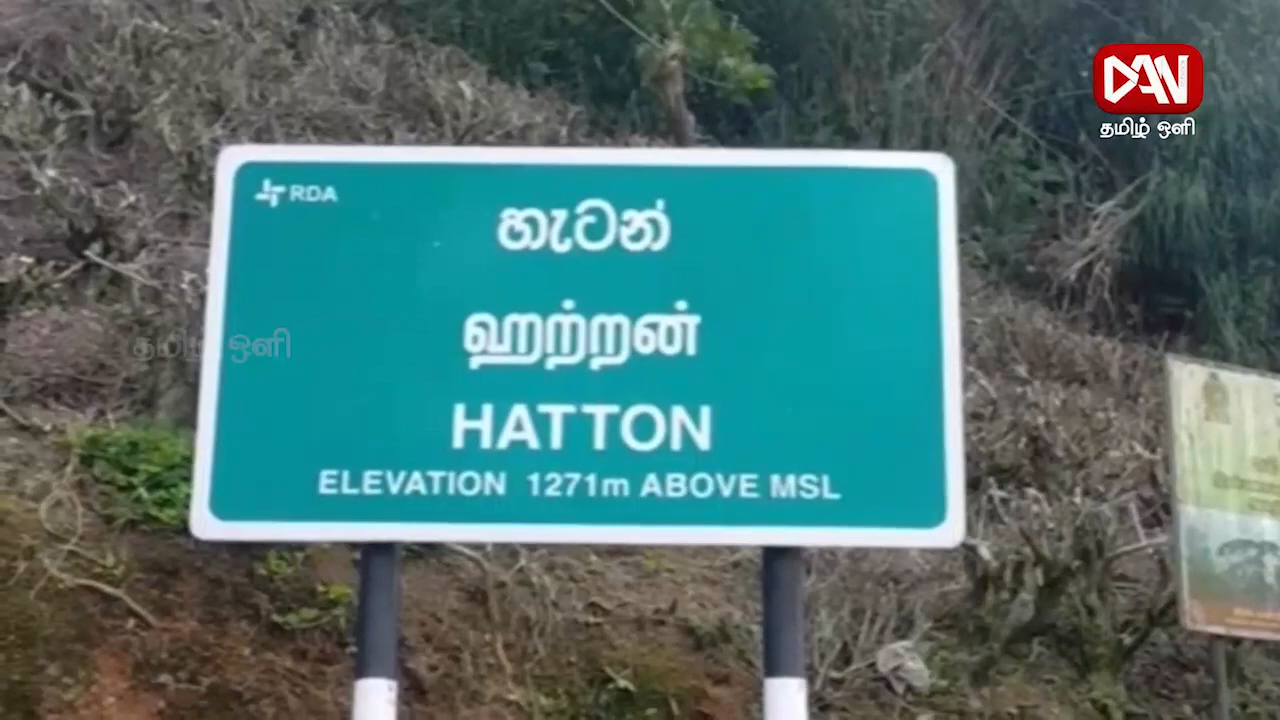 DAN
தமிழ் ஒளி
RDA
හැටන්
ஹற்றன்
தமிழ் ஒளி
HATTON
ELEVATION 1271m ABOVE MSL